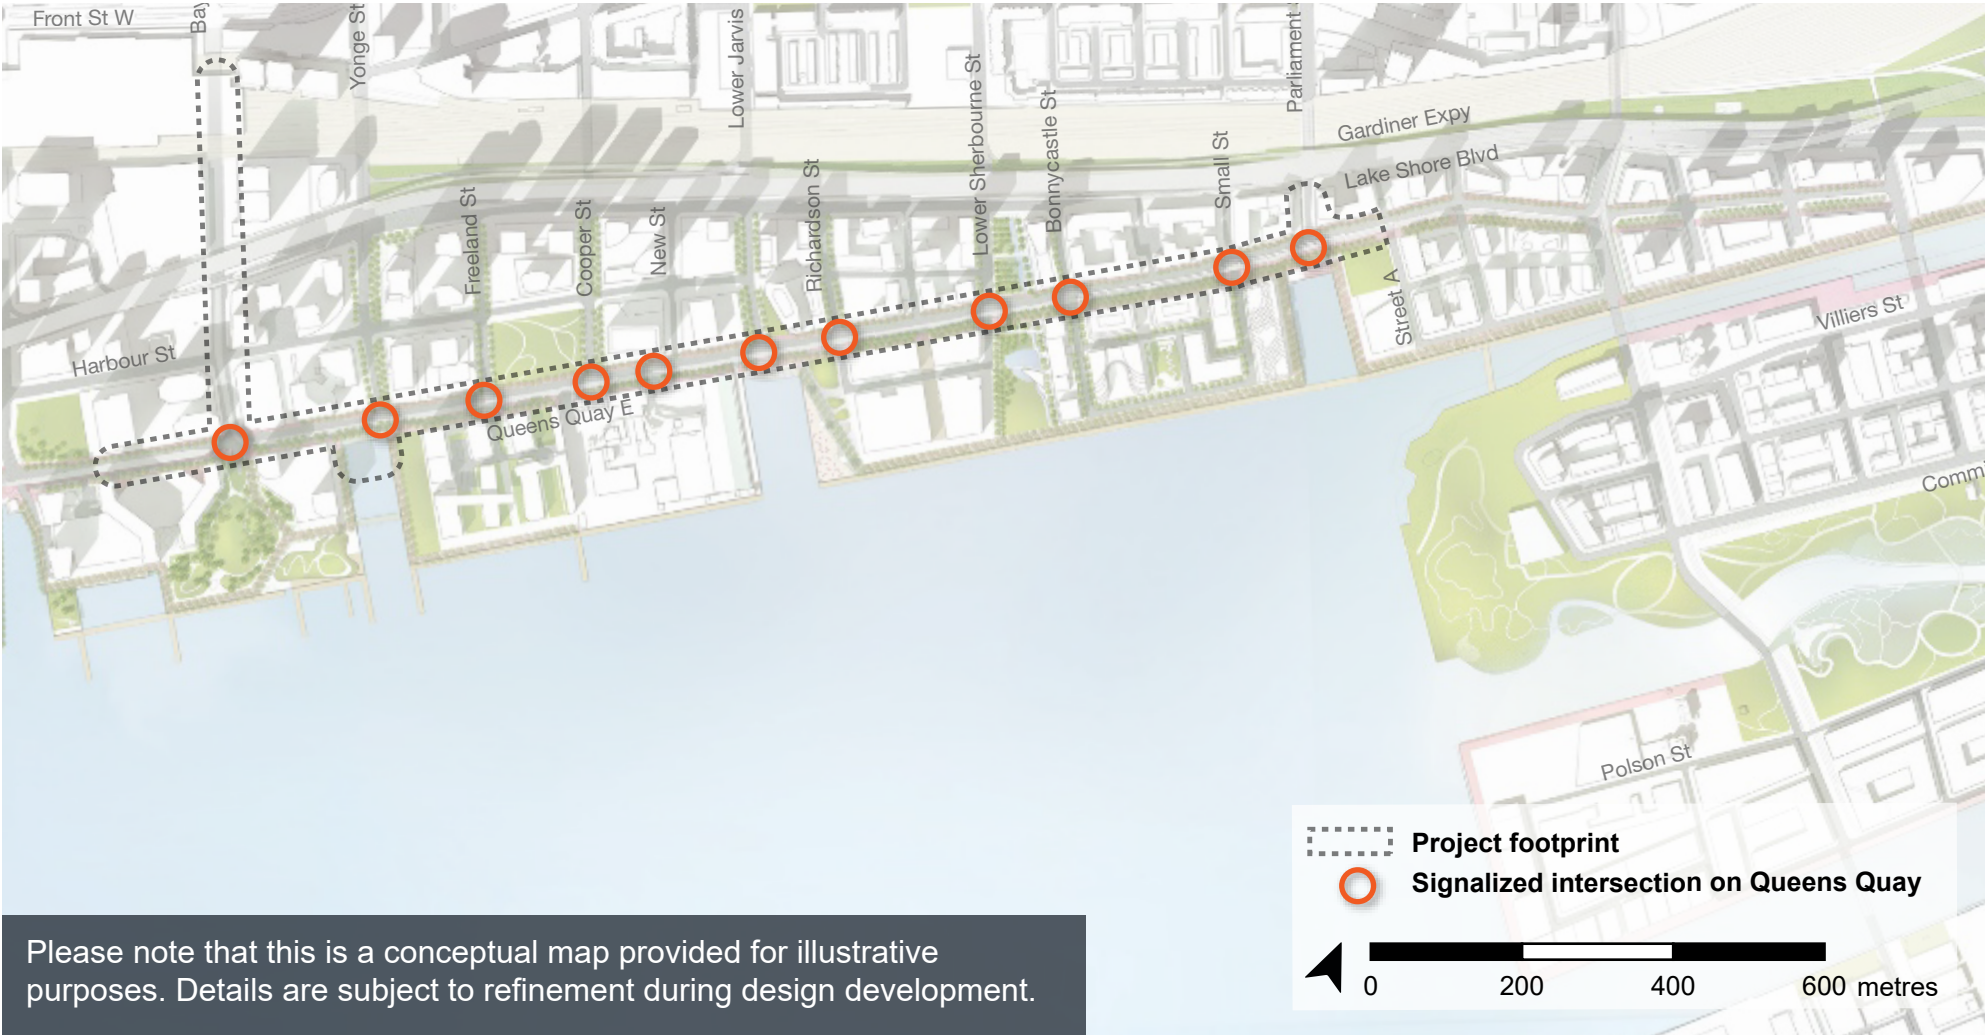 Front St W
Bay
Yonge St
Lower Jarvis
Lower Sherbourne St
Bonnycastle St
Parliament
Gardiner Expy
Lake Shore Blvd
Small St
Richardson St
Freeland St
Cooper St
New St
Street A
Villiers St
Harbour St
Queens Quay E
Comm
Polson St
Project footprint
Signalized intersection on Queens Quay
0 200 400 600 metres
Please note that this is a conceptual map provided for illustrative
purposes. Details are subject to refinement during design development.